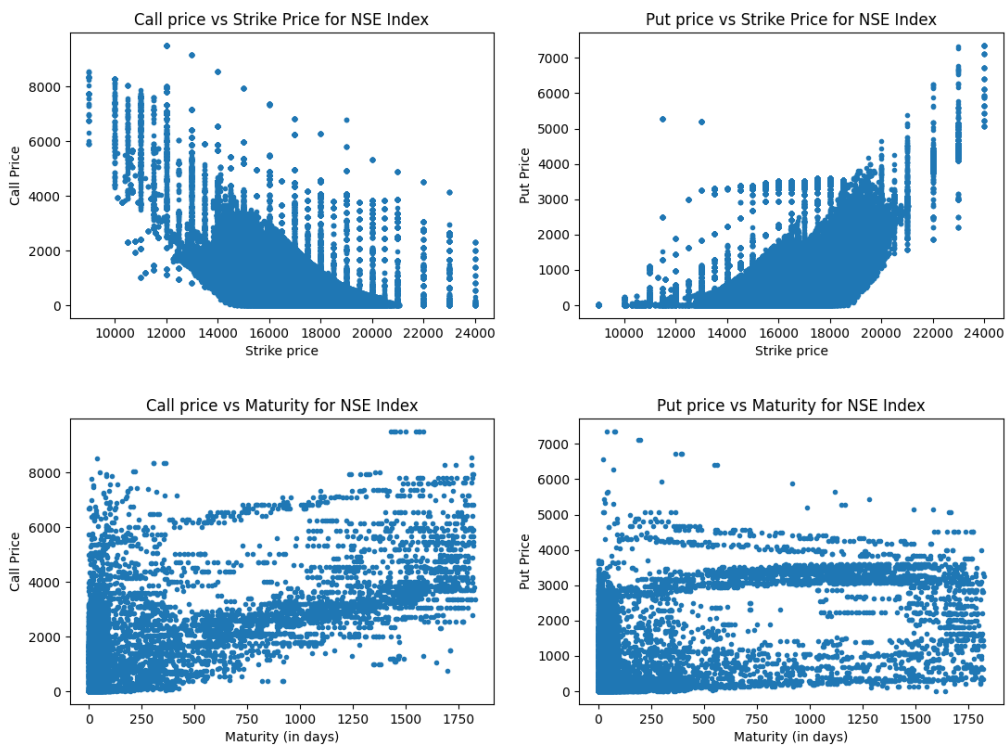 Call price vs Strike Price for NSE Index
Call Price
8000
6000
4000
2000
0
10000 12000 14000 16000 18000 20000 22000 24000
Strike price
Put price vs Strike Price for NSE Index
Put Price
7000
6000
5000
4000
3000
2000
1000
0
10000 12000 14000 16000 18000 20000 22000 24000
Strike price
Call price vs Maturity for NSE Index
Call Price
8000
6000
4000
2000
0
0 250 500 750 1000 1250 1500 1750
Maturity (in days)
Put price vs Maturity for NSE Index
Put Price
7000
6000
5000
4000
3000
2000
1000
0
0 250 500 750 1000 1250 1500 1750
Maturity (in days)